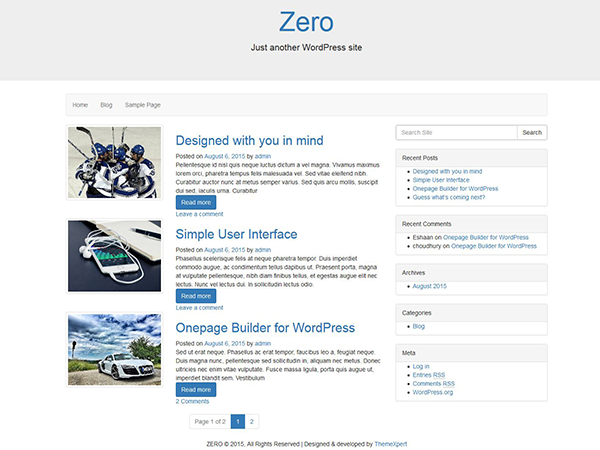 Zero
Just another WordPress site
Home Blog Sample Page
Designed with you in mind
Posted on August 6, 2015 by admin
Pellentesque id nisl quis neque luctus dictum a vel magna. Vivamus maximus
lorem orci, pharetra tempus felis malesuada vel. Sed vitae eleifend nibh.
Curabitur auctor nunc at metus semper varius. Sed quis arcu mollis, suscipit
dui sed, iaculis urna. Curabitur
Read more
Leave a comment
Simple User Interface
Posted on August 6, 2015 by admin
Phasellus scelerisque felis at neque pharetra tempor. Duis imperdiet
commodo augue, ac condimentum tellus dapibus ut. Praesent porta, magna
at vulputate pellentesque, nibh diam finibus tellus, et egestas augue elit nec
lectus. Nunc vel lectus dui. In sollicitudin lectus odio.
Read more
Leave a comment
Onepage Builder for WordPress
Posted on August 6, 2015 by admin
Sed ut erat neque. Phasellus ac erat tempor, faucibus leo a, feugiat neque.
Duis magna nunc, pellentesque sed sollicitudin in, aliquam nec metus. Donec
ultricies nec enim vitae vulputate. Fusce massa ligula, porta quis augue ut,
imperdiet blandit sem. Vestibulum
Read more
2 Comments
Page 1 of 2 1 2
Search Site Search
Recent Posts
Designed with you in mind
Simple User Interface
Onepage Builder for WordPress
Guess what's coming next?
Recent Comments
Eshaan on Onepage Builder for WordPress
choudhury on Onepage Builder for WordPress
Archives
August 2015
Categories
Blog
Meta
Log in
Entries RSS
Comments RSS
WordPress.org
ZERO © 2015, All Rights Reserved | Designed & developed by ThemeXpert